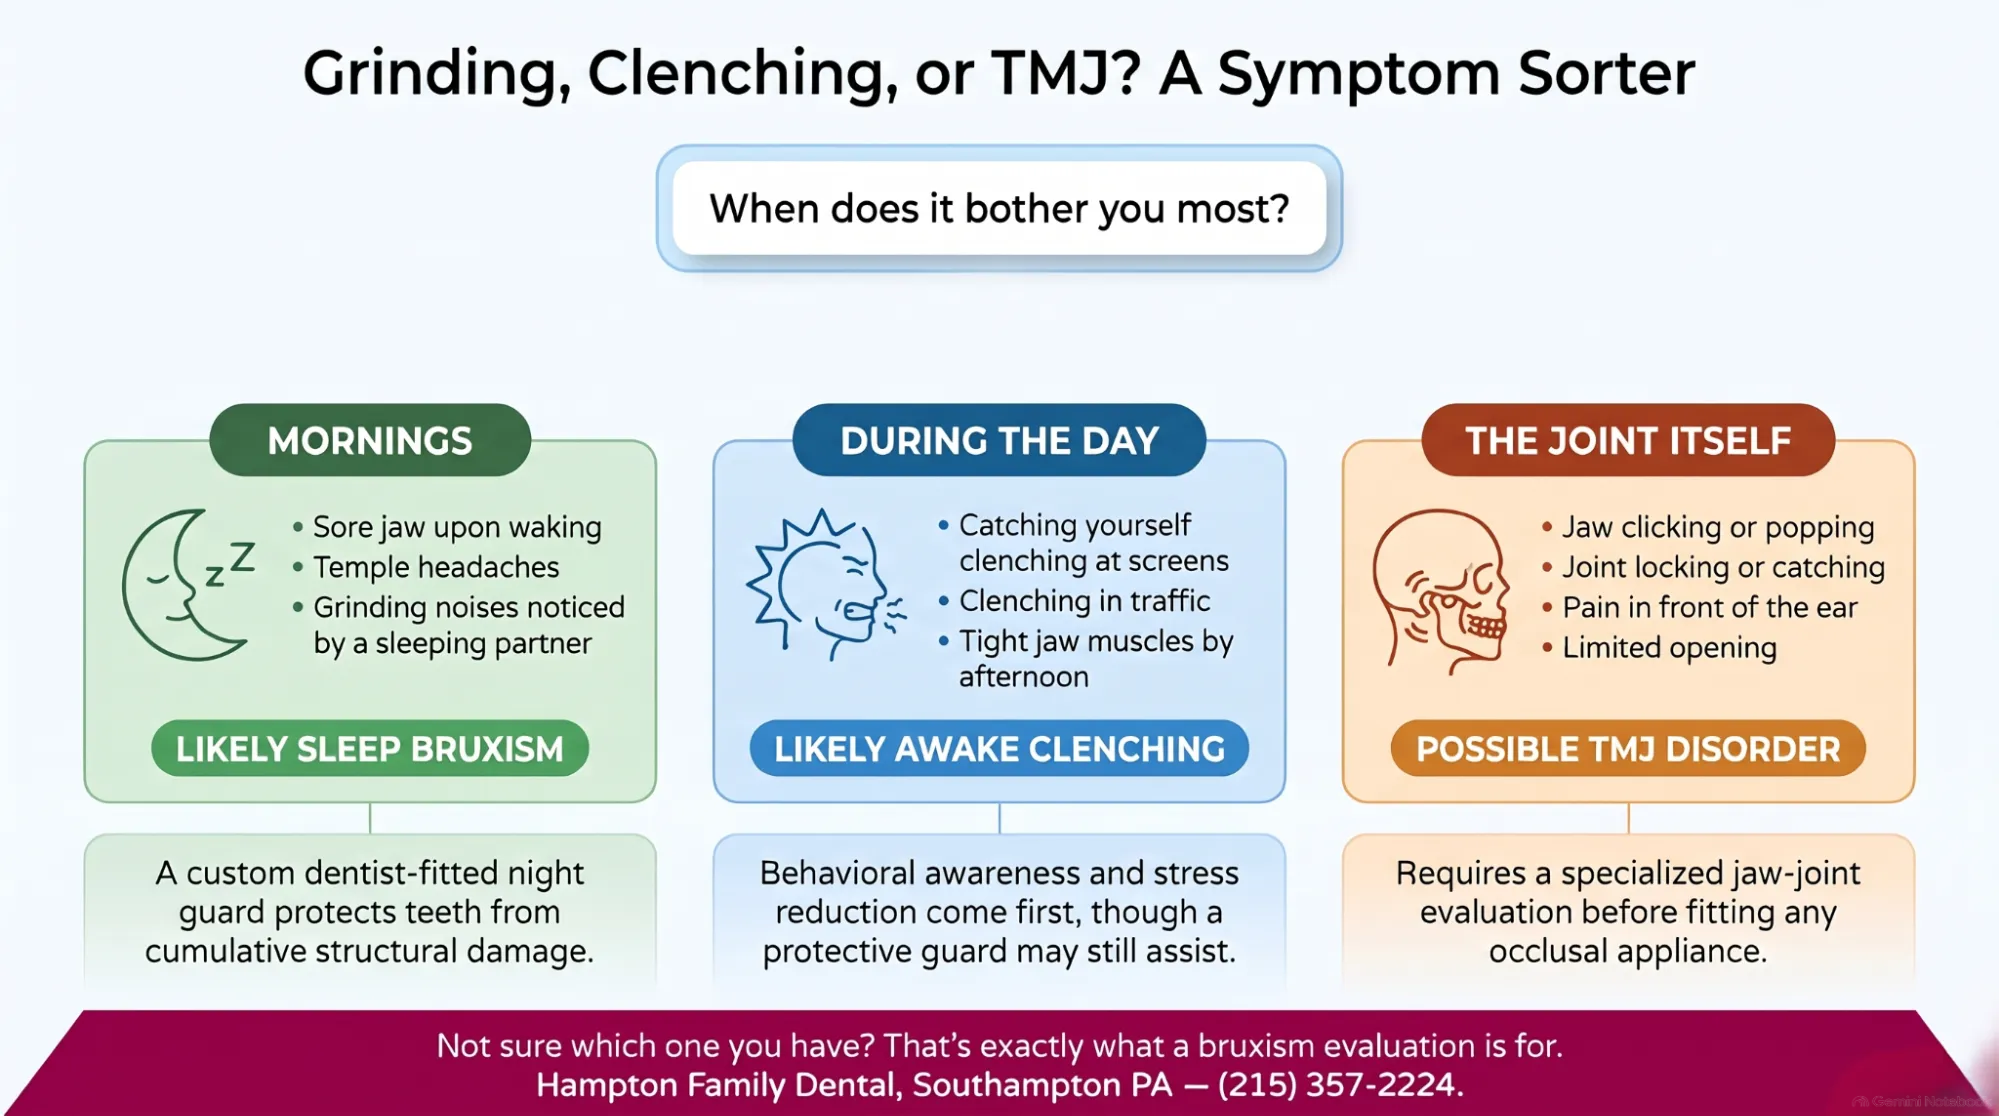 Grinding, Clenching, or TMJ? A Symptom Sorter
When does it bother you most?
MORNINGS
z Z
• Sore jaw upon waking
• Temple headaches
• Grinding noises noticed
by a sleeping partner
LIKELY SLEEP BRUXISM
A custom dentist-fitted night
guard protects teeth from
cumulative structural damage.
DURING THE DAY
• Catching yourself
clenching at screens
• Clenching in traffic
• Tight jaw muscles by
afternoon
LIKELY AWAKE CLENCHING
Behavioral awareness and stress
reduction come first, though a
protective guard may still assist.
THE JOINT ITSELF
• Jaw clicking or popping
• Joint locking or catching
• Pain in front of the ear
• Limited opening
POSSIBLE TMJ DISORDER
Requires a specialized jaw-joint
evaluation before fitting any
occlusal appliance.
Not sure which one you have? That's exactly what a bruxism evaluation is for.
Hampton Family Dental, Southampton PA — (215) 357-2224.
Gemini Notebook